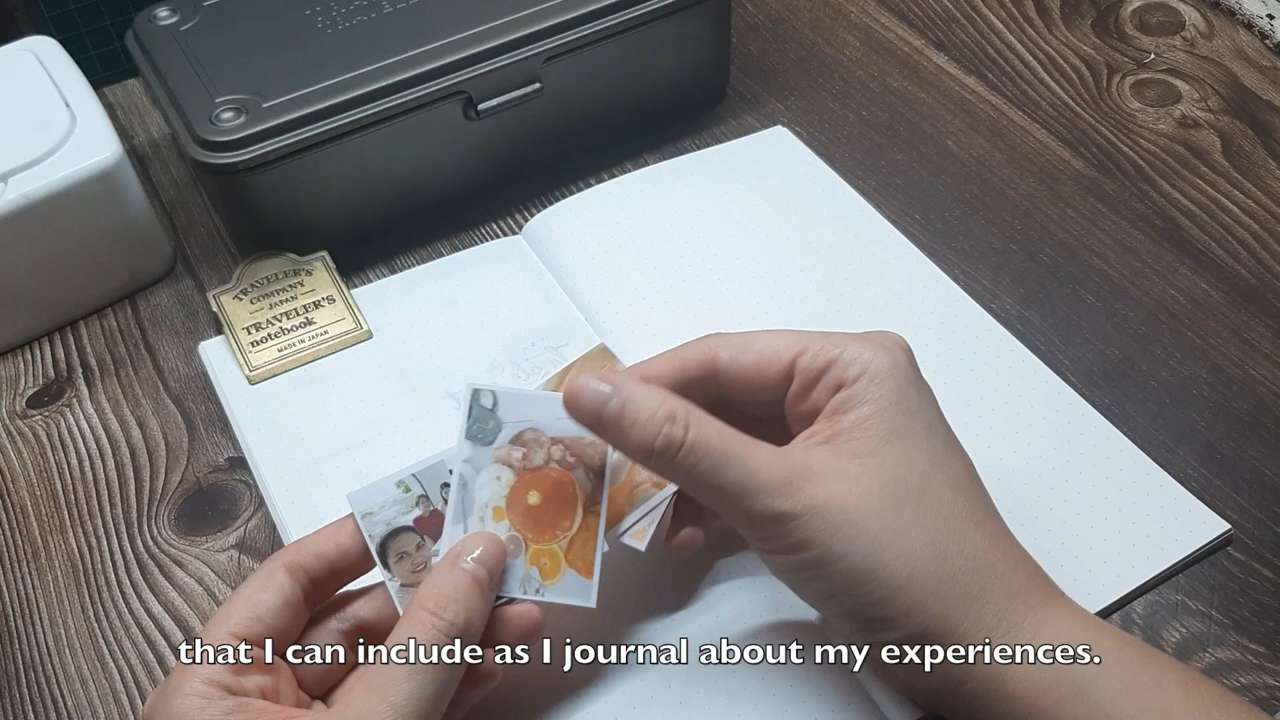 TRAVELER'S
COMPANY
JAPAN
TRAVELER'S
notebook
MADE IN JAPAN
that I can include as I journal about my experiences.